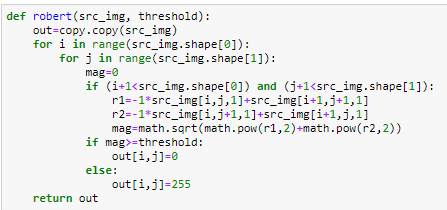 def robert(src_img, threshold):
    out=copy.copy(src_img)
    for i in range(src_img.shape[0]):
        for j in range(src_img.shape[1]):
            mag=0
            if (i+1<src_img.shape[0]) and (j+1<src_img.shape[1]):
                r1=-1*src_img[i,j,1]+src_img[i+1,j+1,1]
                r2=-1*src_img[i,j+1,1]+src_img[i+1,j,1]
                mag=math.sqrt(math.pow(r1,2)+math.pow(r2,2))
            if mag>=threshold:
                out[i,j]=0
            else:
                out[i,j]=255
    return out